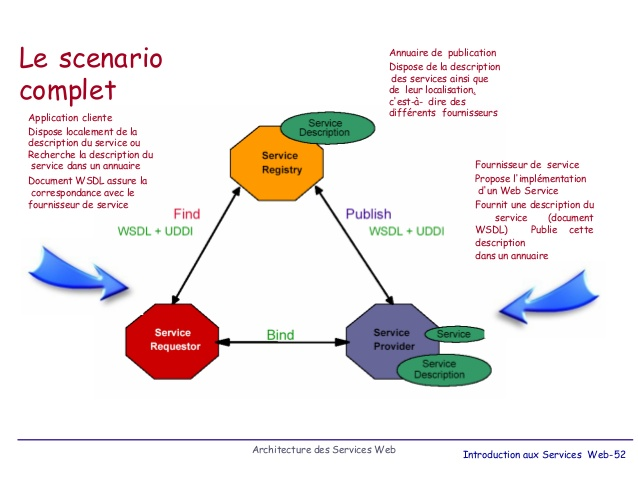 Le scenario
complet
Application cliente
Dispose localement de la
description du service ou
Recherche la description du
service dans un annuaire
Document WSDL assure la
correspondance avec le
fournisseur de service
Annuaire de publication
Dispose de la description
des services ainsi que
de leur localisation,
c'est-à- dire des
différents fournisseurs
Service
Description
Service
Registry
Fournisseur de service
Propose l'implémentation
d'un Web Service
Fournit une description du
service (document
WSDL) Publie cette
description
dans un annuaire
Find
WSDL + UDDI
Publish
WSDL + UDDI
Service
Requestor
Bind
Service
Provider
Service
Service
Description
Architecture des Services Web
Introduction aux Services Web-52